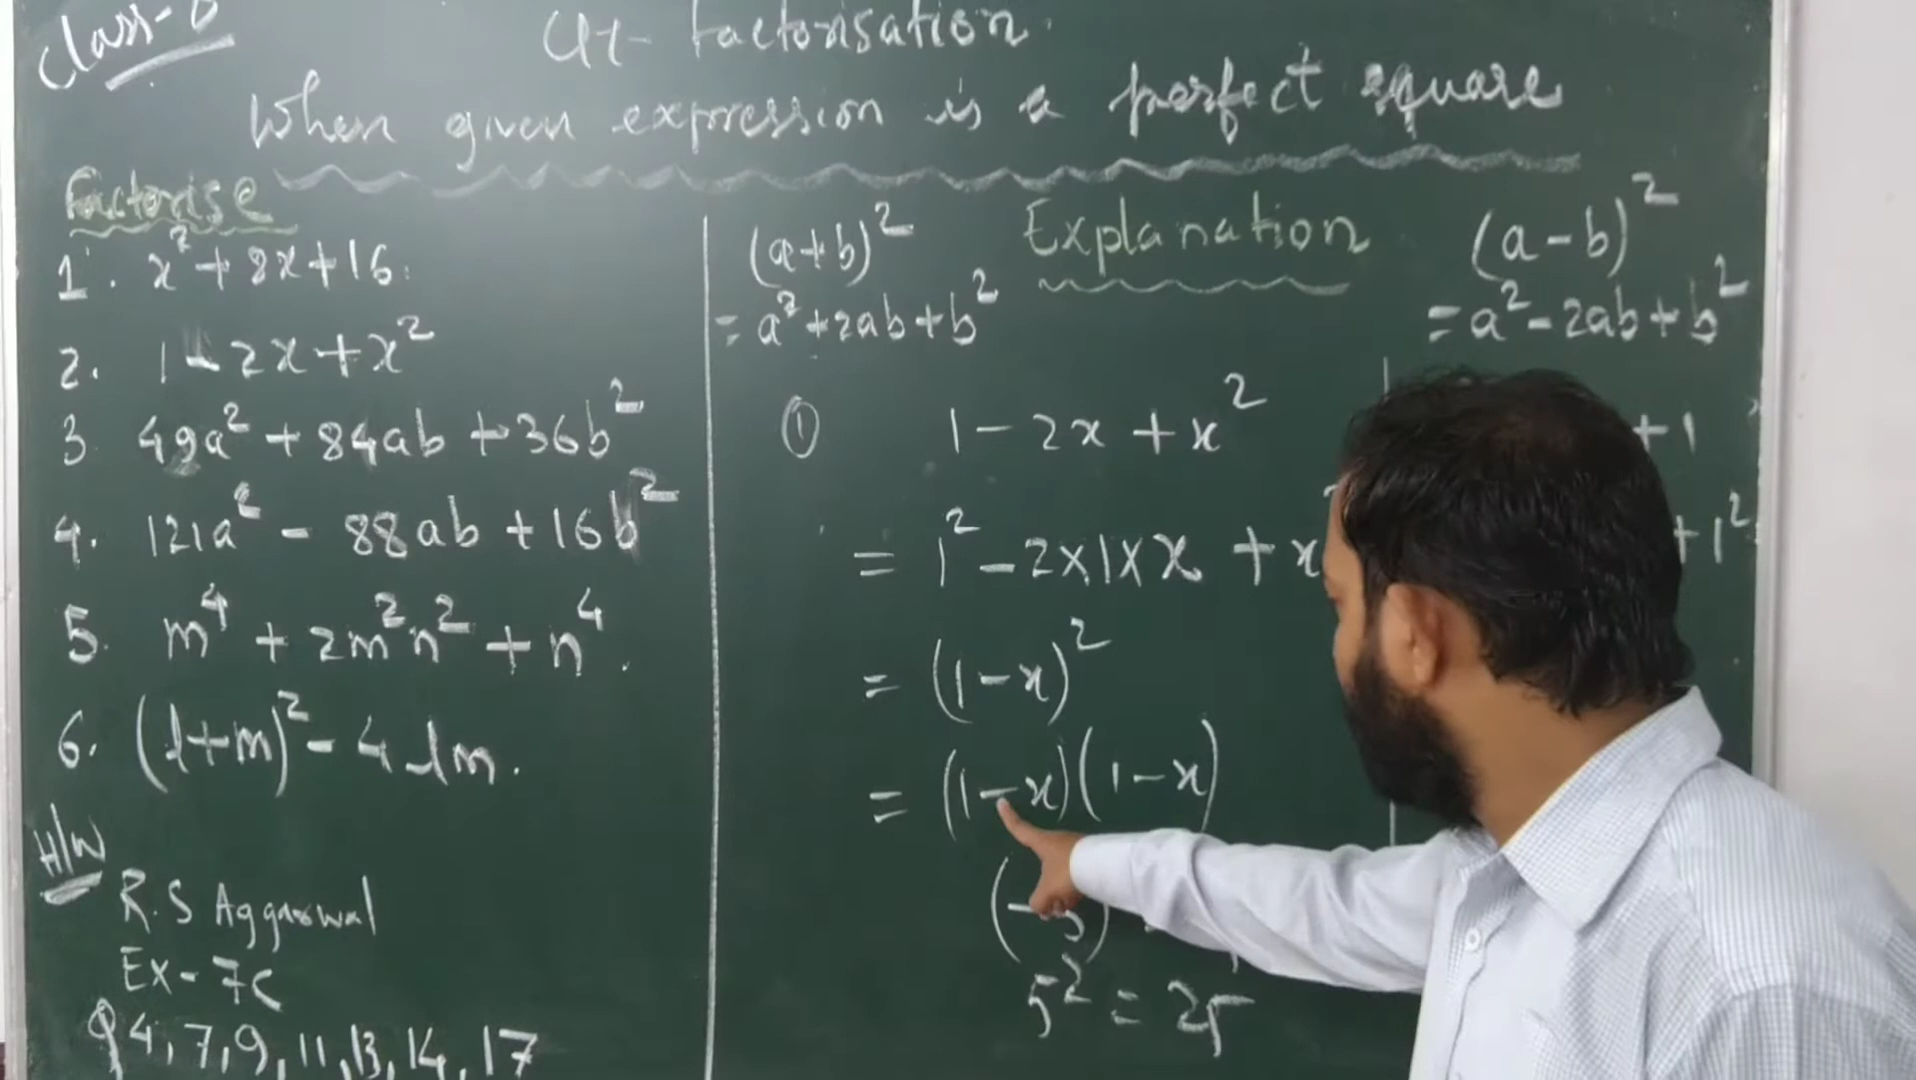 Class-8
Ch- factorisation.
When given expression is a perfect square
Factorise
1. x² + 8x + 16.
2. 1 - 2x + x²
3. 49a² + 84ab + 36b²
4. 121a² - 88ab + 16b²
5. m⁴ + 2m²n² + n⁴.
6. (l+m)² - 4lm.
H/W
R.S Aggarwal
Ex- 7C
Q 4, 7, 9, 11, 13, 14, 17
Explanation
(a+b)²
= a² + 2ab + b²
(a-b)²
= a² - 2ab + b²
① 1 - 2x + x²
= 1² - 2×1×x + x
= (1-x)²
= (1-x)(1-x)
5² = 25
+1
+1²